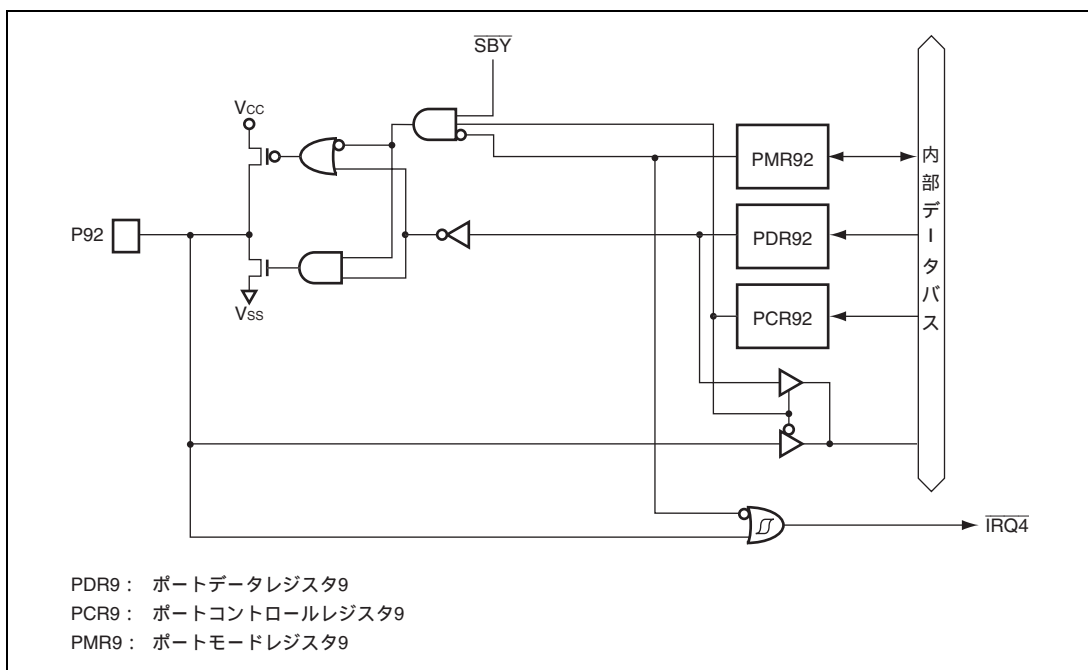 SBY
VCC
PMR92
内部データバス
P92
PDR92
PCR92
VSS
IRQ4
PDR9： ポートデータレジスタ9
PCR9： ポートコントロールレジスタ9
PMR9： ポートモードレジスタ9